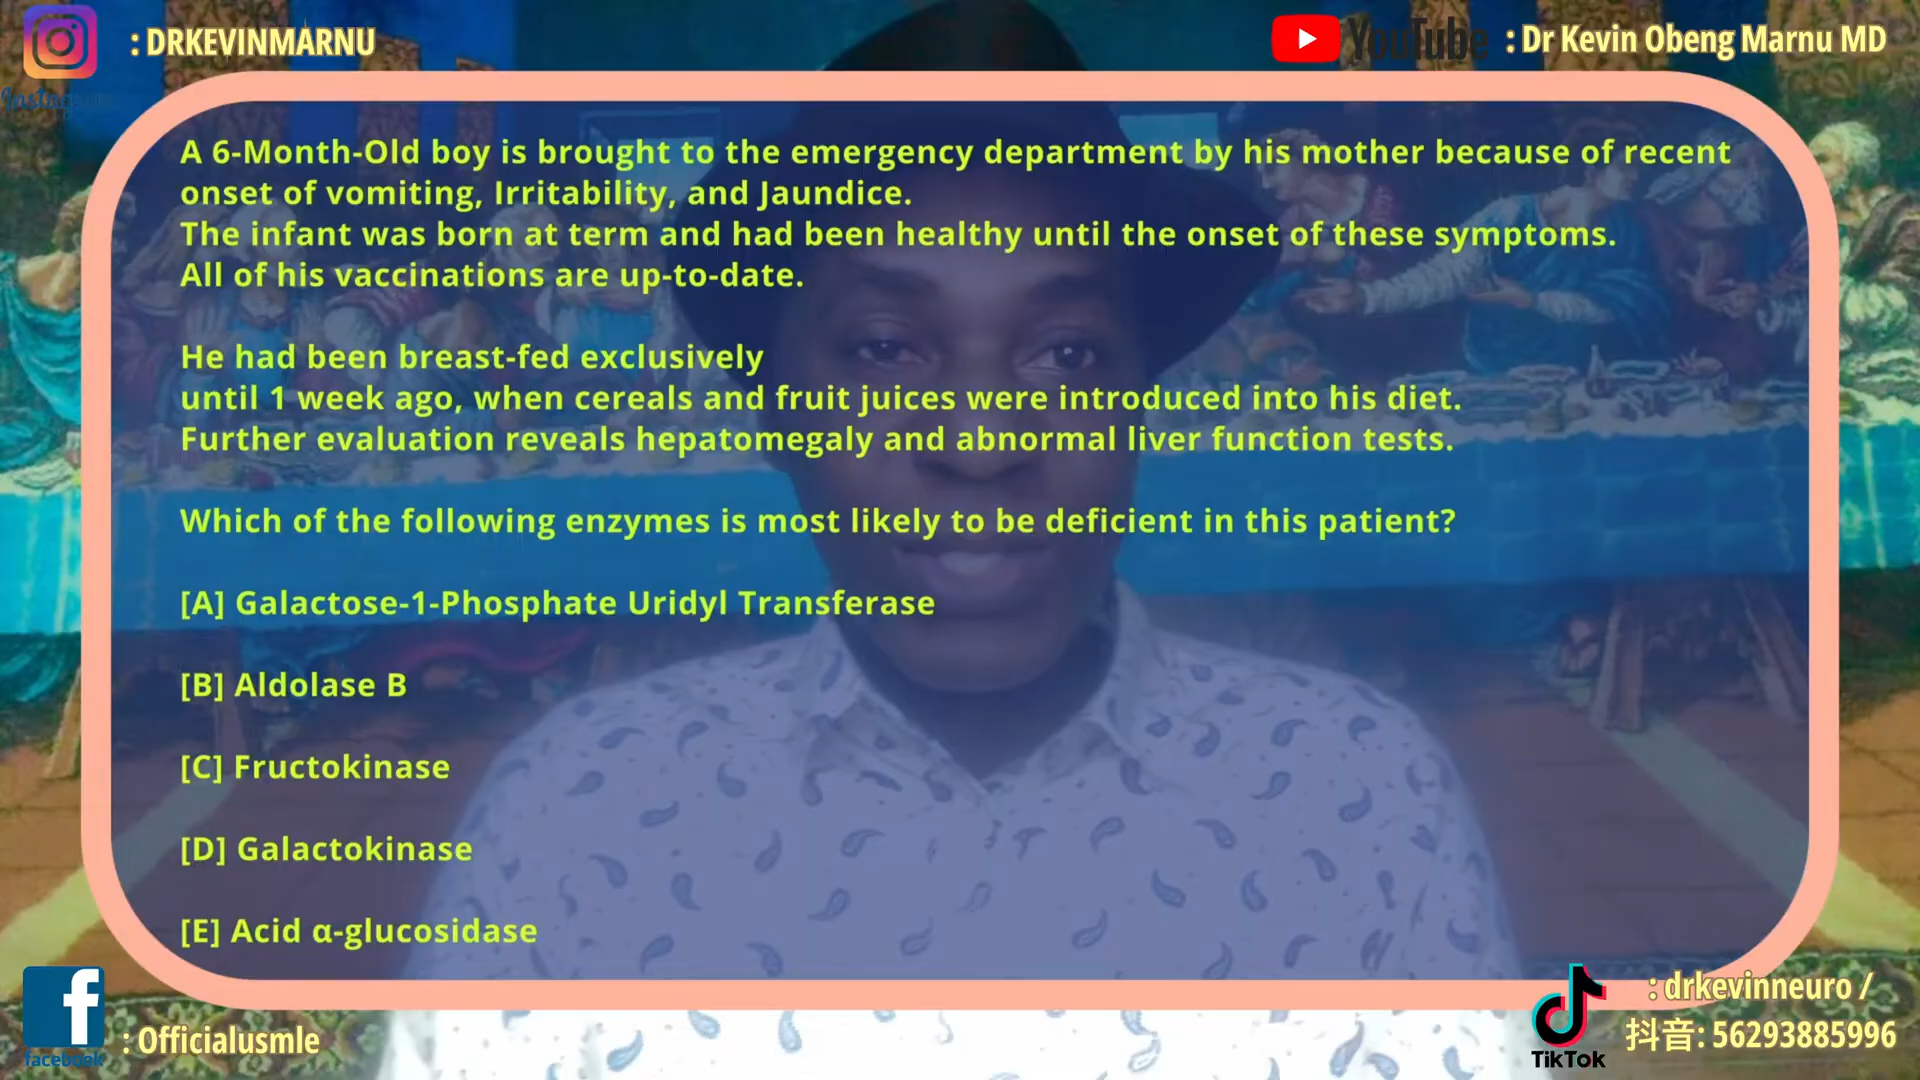 : DRKEVINMARNU
YouTube : Dr Kevin Obeng Marnu MD
Instagram
A 6-Month-Old boy is brought to the emergency department by his mother because of recent
onset of vomiting, Irritability, and Jaundice.
The infant was born at term and had been healthy until the onset of these symptoms.
All of his vaccinations are up-to-date.
He had been breast-fed exclusively
until 1 week ago, when cereals and fruit juices were introduced into his diet.
Further evaluation reveals hepatomegaly and abnormal liver function tests.
Which of the following enzymes is most likely to be deficient in this patient?
[A] Galactose-1-Phosphate Uridyl Transferase
[B] Aldolase B
[C] Fructokinase
[D] Galactokinase
[E] Acid α-glucosidase
facebook : Officialusmle
: drkevinneuro /
抖音: 56293885996
TikTok